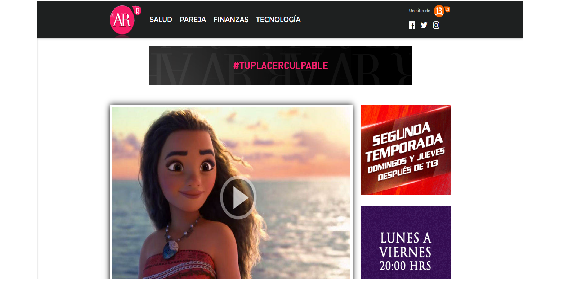 AR
SALUD PAREJA FINANZAS TECNOLOGÍA
13
#TUPLACERCULPABLE
SEGUNDA
TEMPORADA
DOMINGOS Y JUEVES
DESPUÉS DE T13
LUNES A
VIERNES
20:00 HRS